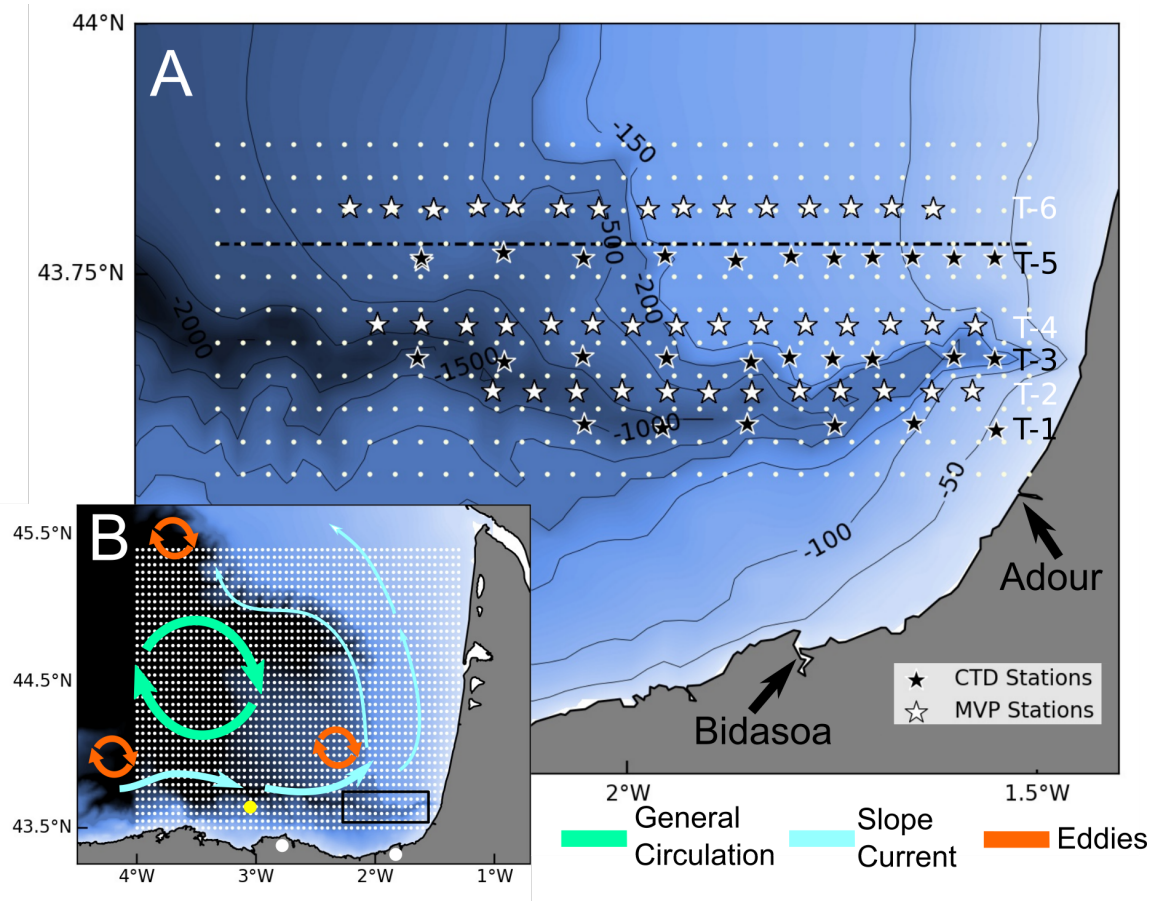 44°N
A
-150
T-6
-500
T-5
43.75°N
-200
-2000
T-4
-1500
T-3
T-2
-1000
T-1
-50
-100
Adour
Bidasoa
CTD Stations
MVP Stations
2°W
1.5°W
B
45.5°N
44.5°N
43.5°N
4°W
3°W
2°W
1°W
General
Circulation
Slope
Current
Eddies